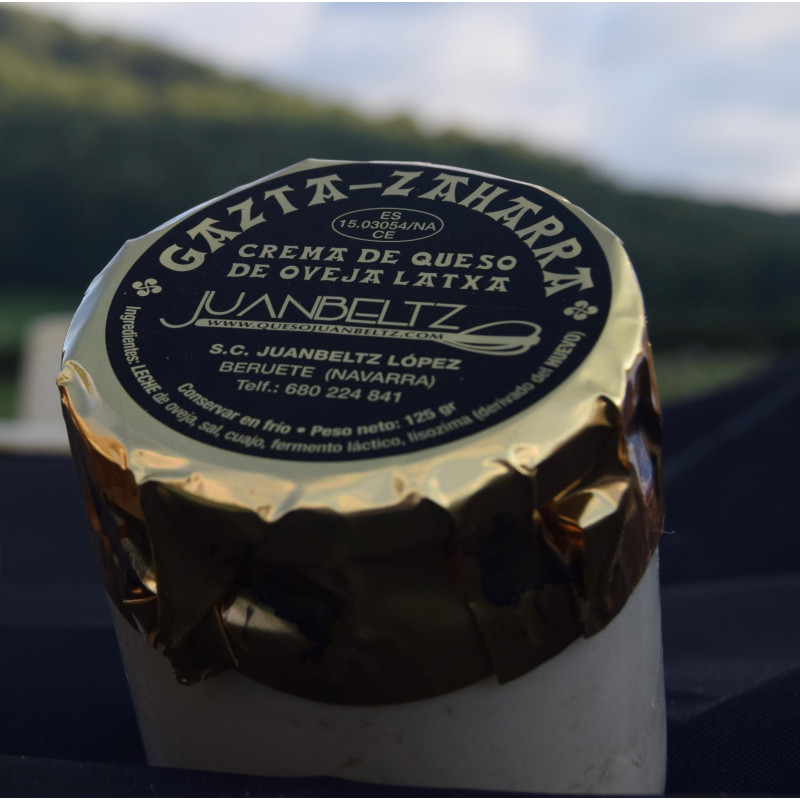 GAZTA-ZAHARRA
ES
15.03054/NA
CE
CREMA DE QUESO
DE OVEJA LATXA
JUANBELTZ
WWW.QUESOJUANBELTZ.COM
S.C. JUANBELTZ LÓPEZ
BERUETE (NAVARRA)
Telf.: 680 224 841
Conservar en frío • Peso neto: 125 gr
Ingredientes: LECHE de oveja, sal, cuajo, fermento láctico, lisozima (derivado del HUEVO)